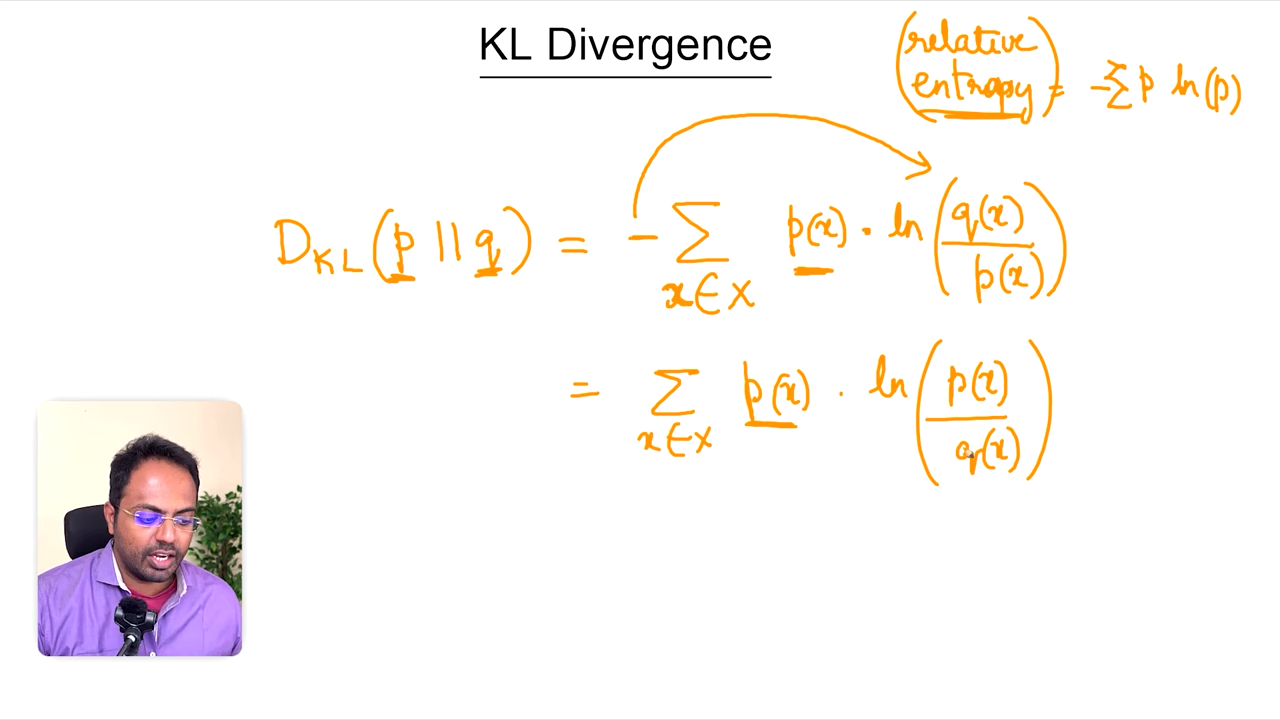 KL Divergence
(relative
entropy) = -∑ p ln(p)
D_KL(p || q) = -∑_{x∈X} p(x) · ln(q(x)/p(x))
= ∑_{x∈X} p(x) · ln(p(x)/q(x))